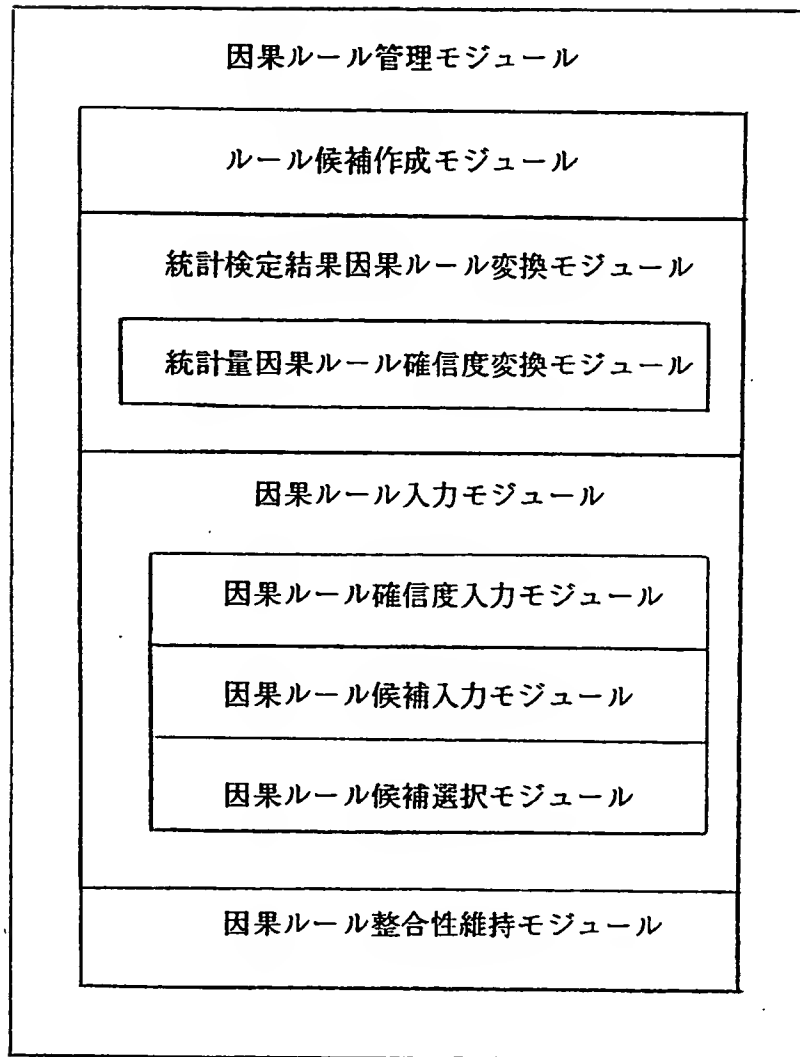 因果ルール管理モジュール
ルール候補作成モジュール
統計検定結果因果ルール変換モジュール
統計量因果ルール確信度変換モジュール
因果ルール入力モジュール
因果ルール確信度入力モジュール
因果ルール候補入力モジュール
因果ルール候補選択モジュール
因果ルール整合性維持モジュール